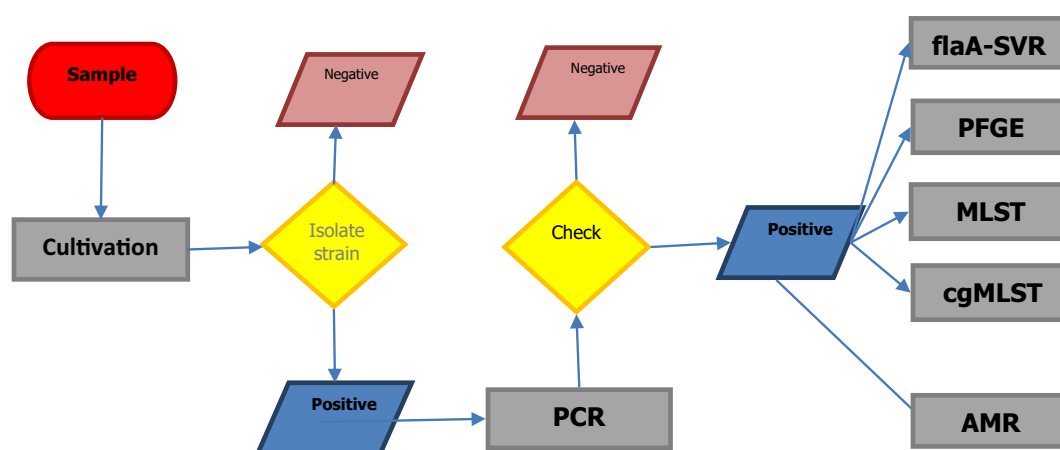 Sample
Negative
Negative
flaA-SVR
PFGE
MLST
cgMLST
Cultivation
Isolate
strain
Check
Positive
Positive
PCR
AMR